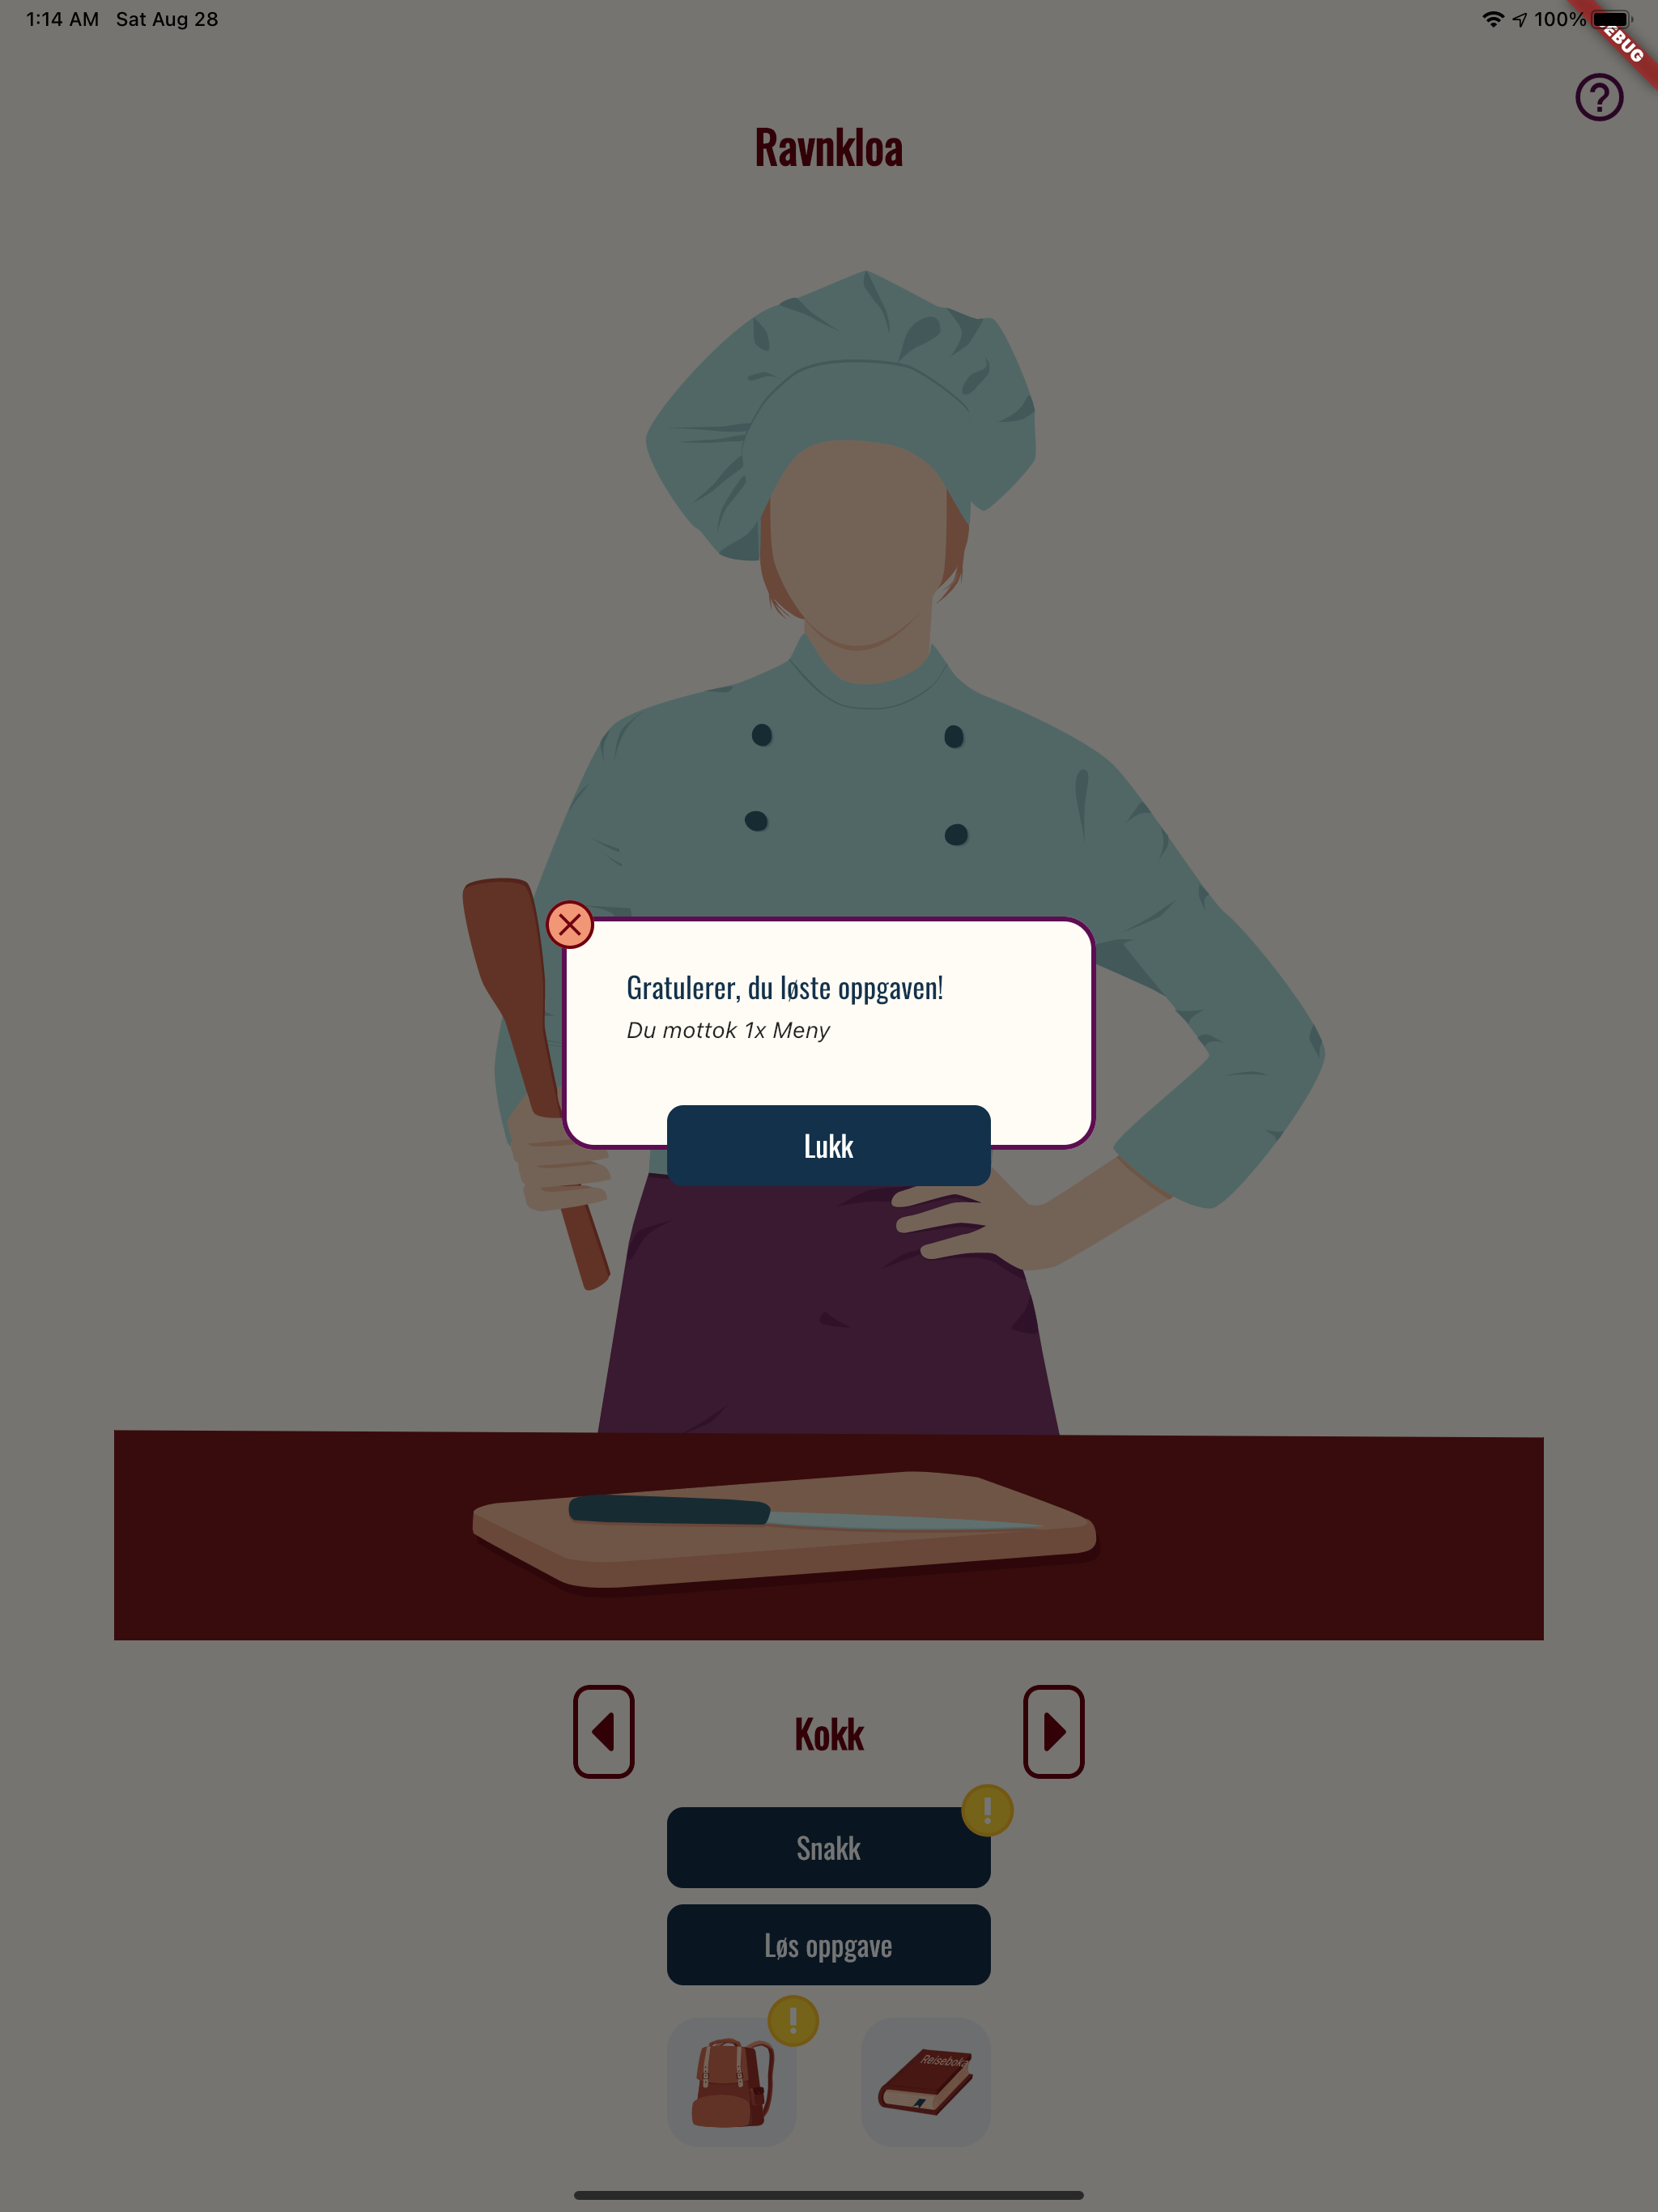 1:14 AM Sat Aug 28
100%
EBUG
?
Ravnkloa
Gratulerer, du løste oppgaven!
Du mottok 1x Meny
Lukk
Kokk
!
Snakk
Løs oppgave
!
Reiseboka